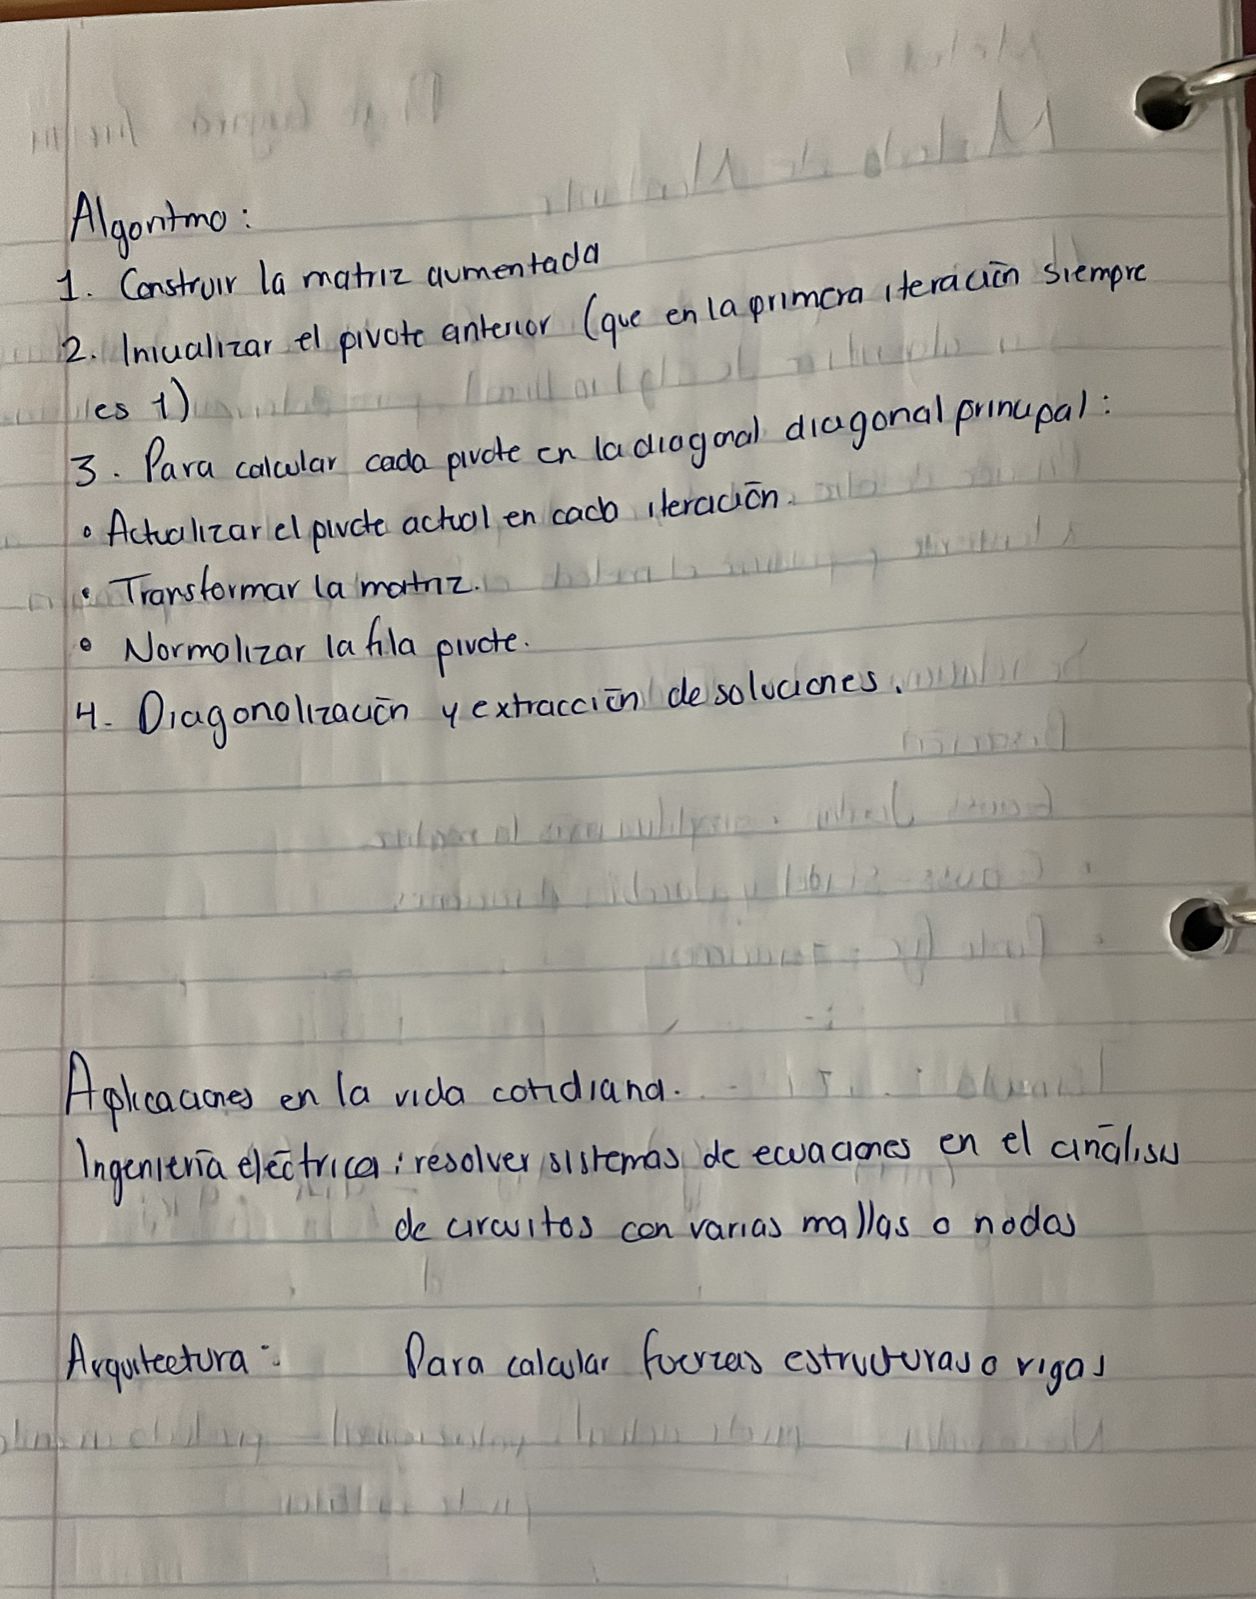 Algoritmo:
1. Construir la matriz aumentada
2. Inicializar el pivote anterior (que en la primera iteración siempre
es 1)
3. Para calcular cada pivote en la diagonal diagonal principal:
• Actualizar el pivote actual en cada iteración.
• Transformar la matriz.
• Normalizar la fila pivote.
4. Diagonalización y extracción de soluciones.
Aplicaciones en la vida cotidiana.
Ingeniería eléctrica: resolver sistemas de ecuaciones en el análisis
de circuitos con varias mallas o nodos
Arquitectura: Para calcular fuerzas estructuras o vigas